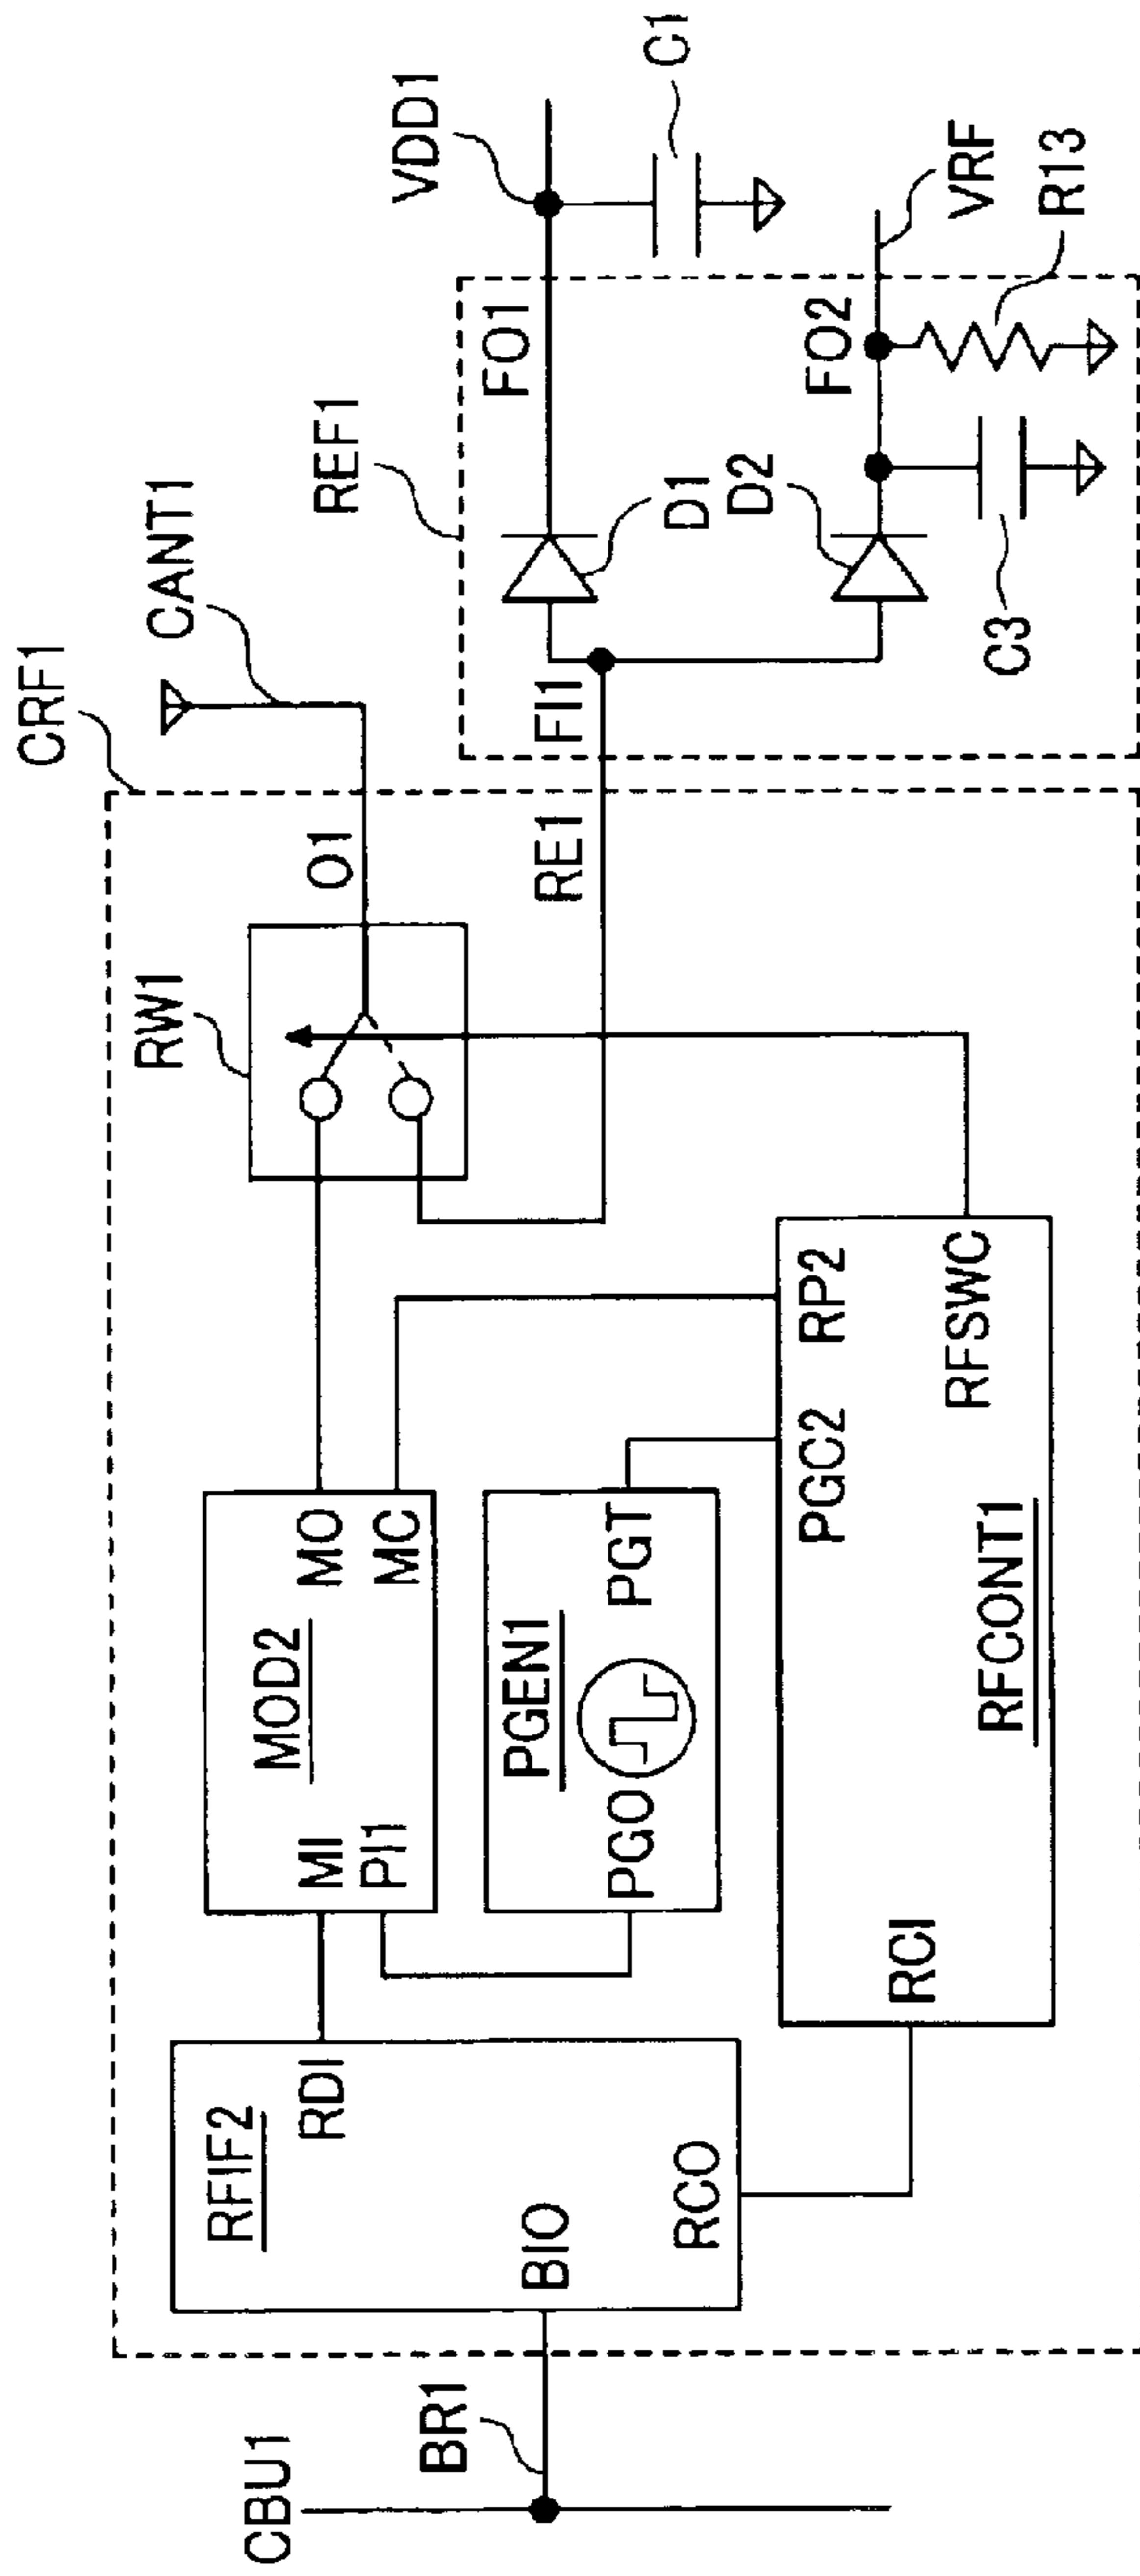 CRF1
CANT1
REF1
VDD1
C1
RW1
O1
RE1
FI1
FO1
D1
D2
FO2
VRF
R13
C3
MOD2
MI
PI1
MO
MC
PGEN1
PGO
PGT
RFIF2
RDI
BIO
RCO
RFCONT1
RCI
PGC2
RP2
RFSWC
CBU1
BR1